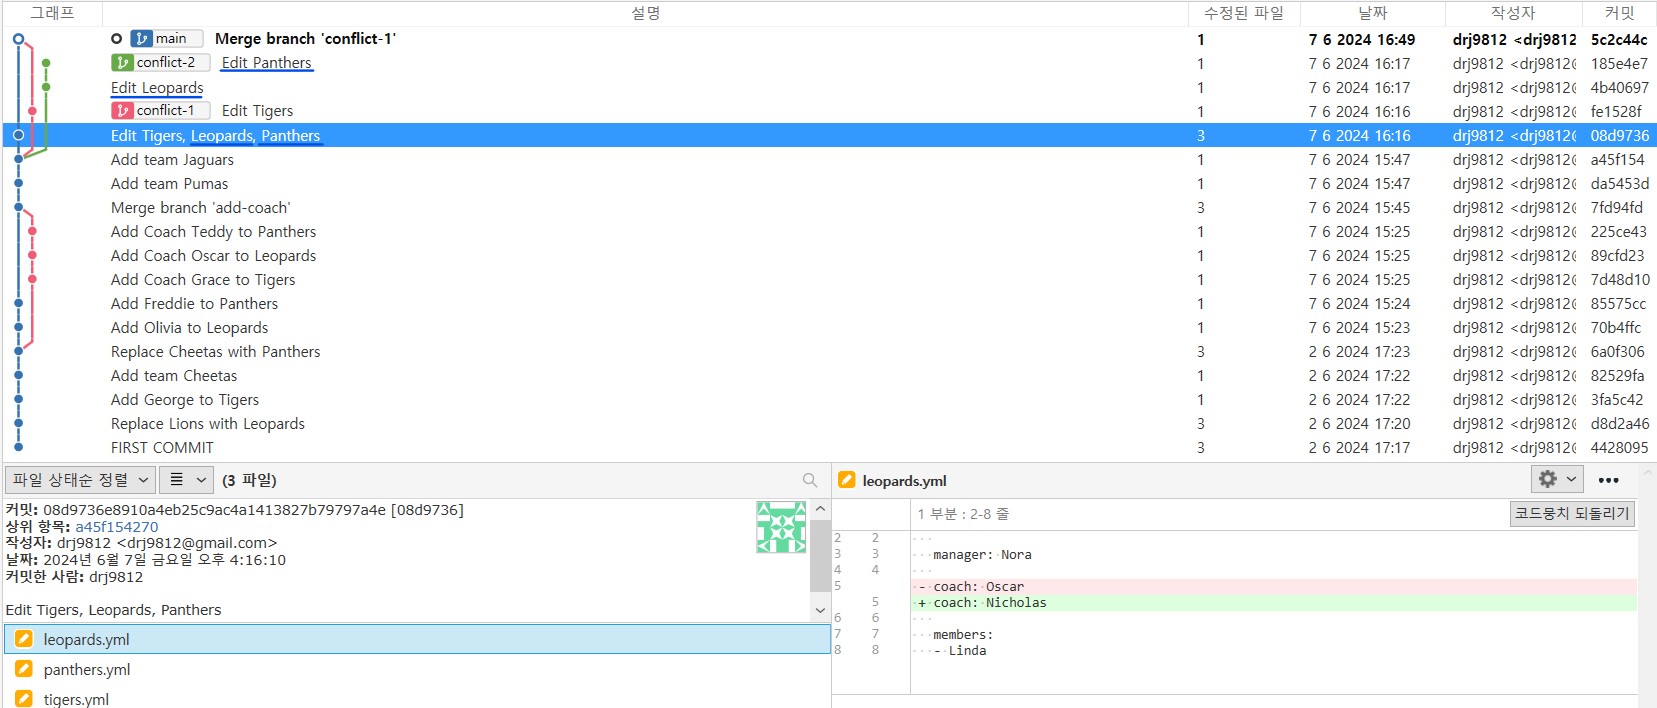 그래프 설명 수정된 파일 날짜 작성자 커밋
main Merge branch 'conflict-1' 1 7 6 2024 16:49 drj9812 <drj9812 5c2c44c
conflict-2 Edit Panthers 1 7 6 2024 16:17 drj9812 <drj9812@ 185e4e7
Edit Leopards 1 7 6 2024 16:17 drj9812 <drj9812@ 4b40697
conflict-1 Edit Tigers 1 7 6 2024 16:16 drj9812 <drj9812@ fe1528f
Edit Tigers, Leopards, Panthers 3 7 6 2024 16:16 drj9812 <drj9812@ 08d9736
Add team Jaguars 1 7 6 2024 15:47 drj9812 <drj9812@ a45f154
Add team Pumas 1 7 6 2024 15:47 drj9812 <drj9812@ da5453d
Merge branch 'add-coach' 3 7 6 2024 15:45 drj9812 <drj9812@ 7fd94fd
Add Coach Teddy to Panthers 1 7 6 2024 15:25 drj9812 <drj9812@ 225ce43
Add Coach Oscar to Leopards 1 7 6 2024 15:25 drj9812 <drj9812@ 89cfd23
Add Coach Grace to Tigers 1 7 6 2024 15:25 drj9812 <drj9812@ 7d48d10
Add Freddie to Panthers 1 7 6 2024 15:24 drj9812 <drj9812@ 85575cc
Add Olivia to Leopards 1 7 6 2024 15:23 drj9812 <drj9812@ 70b4ffc
Replace Cheetas with Panthers 3 2 6 2024 17:23 drj9812 <drj9812@ 6a0f306
Add team Cheetas 1 2 6 2024 17:22 drj9812 <drj9812@ 82529fa
Add George to Tigers 1 2 6 2024 17:22 drj9812 <drj9812@ 3fa5c42
Replace Lions with Leopards 3 2 6 2024 17:20 drj9812 <drj9812@ d8d2a46
FIRST COMMIT 3 2 6 2024 17:17 drj9812 <drj9812@ 4428095
파일 상태순 정렬 (3 파일)
커밋: 08d9736e8910a4eb25c9ac4a1413827b79797a4e [08d9736]
상위 항목: a45f154270
작성자: drj9812 <drj9812@gmail.com>
날짜: 2024년 6월 7일 금요일 오후 4:16:10
커밋한 사람: drj9812
Edit Tigers, Leopards, Panthers
leopards.yml
panthers.yml
tigers.yml
leopards.yml
1 부분 : 2-8 줄 코드뭉치 되돌리기
2 2
3 3 manager: Nora
4 4
5 - coach: Oscar
5 + coach: Nicholas
6 6
7 7 members:
8 8 - Linda